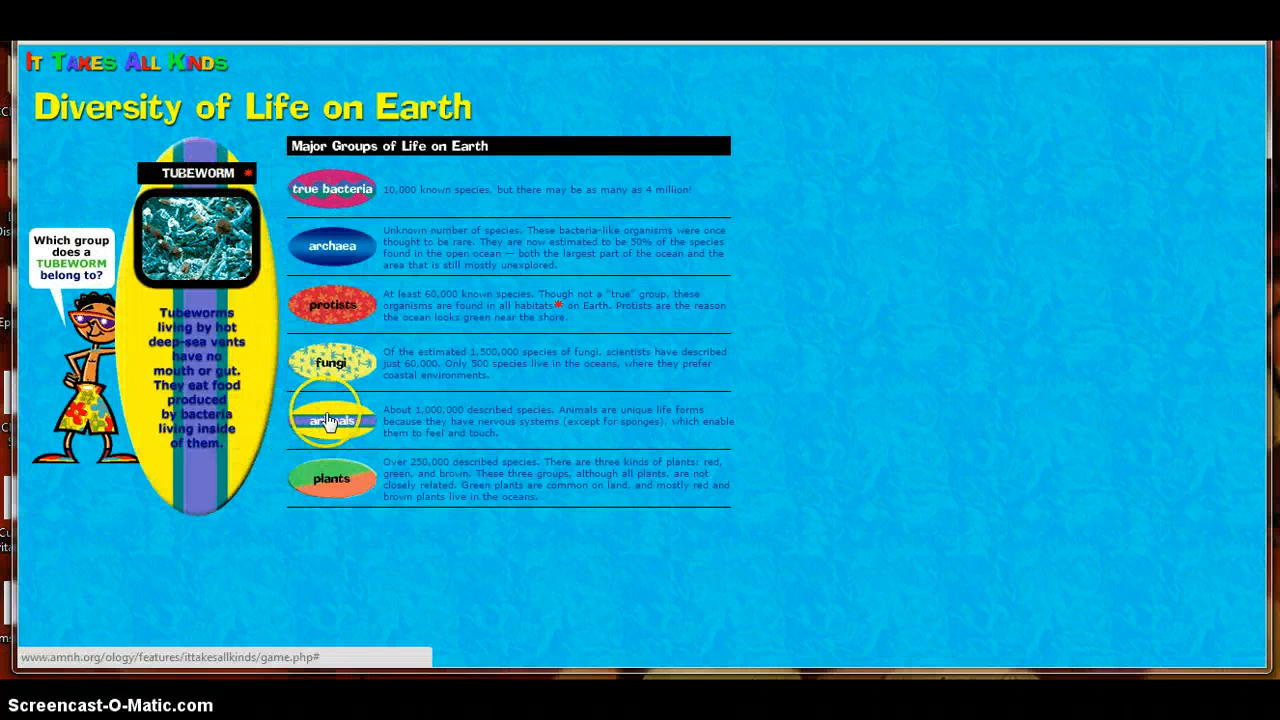 It Takes All Kinds
Diversity of Life on Earth
Major Groups of Life on Earth
TUBEWORM *
Which group
does a
TUBEWORM
belong to?
Tubeworms
living by hot
deep-sea vents
have no
mouth or gut.
They eat food
produced
by bacteria
living inside
of them.
true bacteria
10,000 known species, but there may be as many as 4 million!
archaea
Unknown number of species. These bacteria-like organisms were once
thought to be rare. They are now estimated to be 50% of the species
found in the open ocean — both the largest part of the ocean and the
area that is still mostly unexplored.
protists
At least 60,000 known species. Though not a "true" group, these
organisms are found in all habitats* on Earth. Protists are the reason
the ocean looks green near the shore.
fungi
Of the estimated 1,500,000 species of fungi, scientists have described
just 60,000. Only 500 species live in the oceans, where they prefer
coastal environments.
animals
About 1,000,000 described species. Animals are unique life forms
because they have nervous systems (except for sponges), which enable
them to feel and touch.
plants
Over 250,000 described species. There are three kinds of plants: red,
green, and brown. These three groups, although all plants, are not
closely related. Green plants are common on land, and mostly red and
brown plants live in the oceans.
www.amnh.org/ology/features/ittakesallkinds/game.php#
Screencast-O-Matic.com